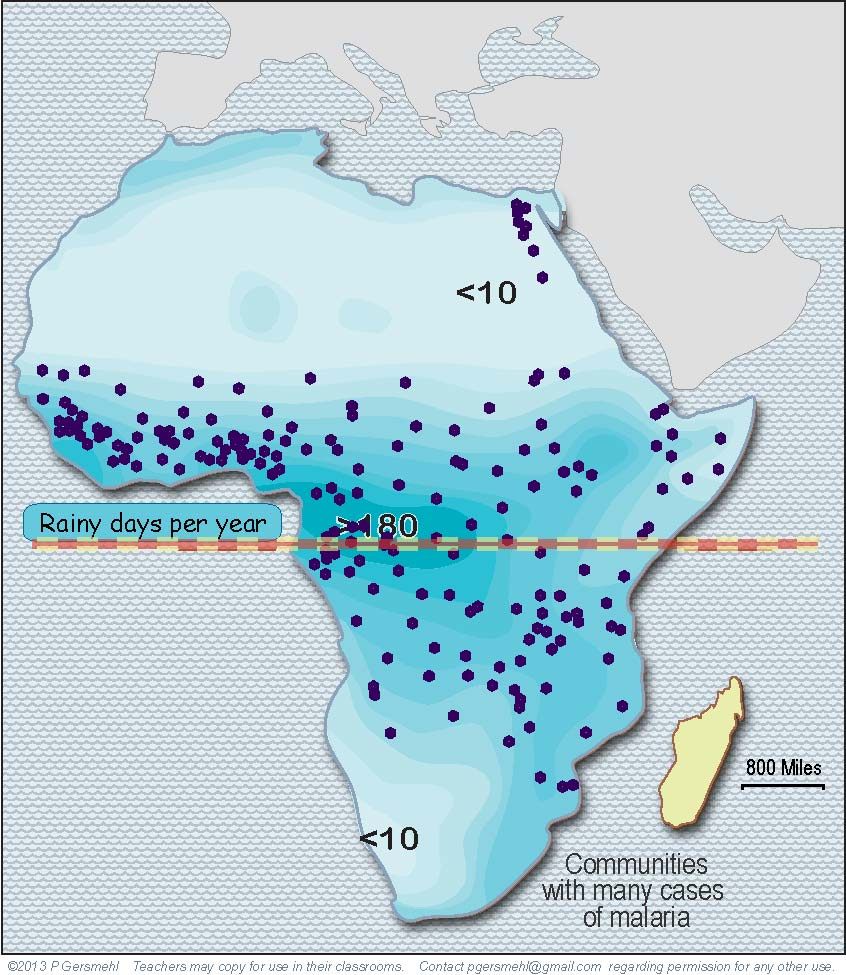 <10
Rainy days per year
>180
800 Miles
<10
Communities
with many cases
of malaria
©2013 P Gersmehl Teachers may copy for use in their classrooms. Contact pgersmehl@gmail.com regarding permission for any other use.